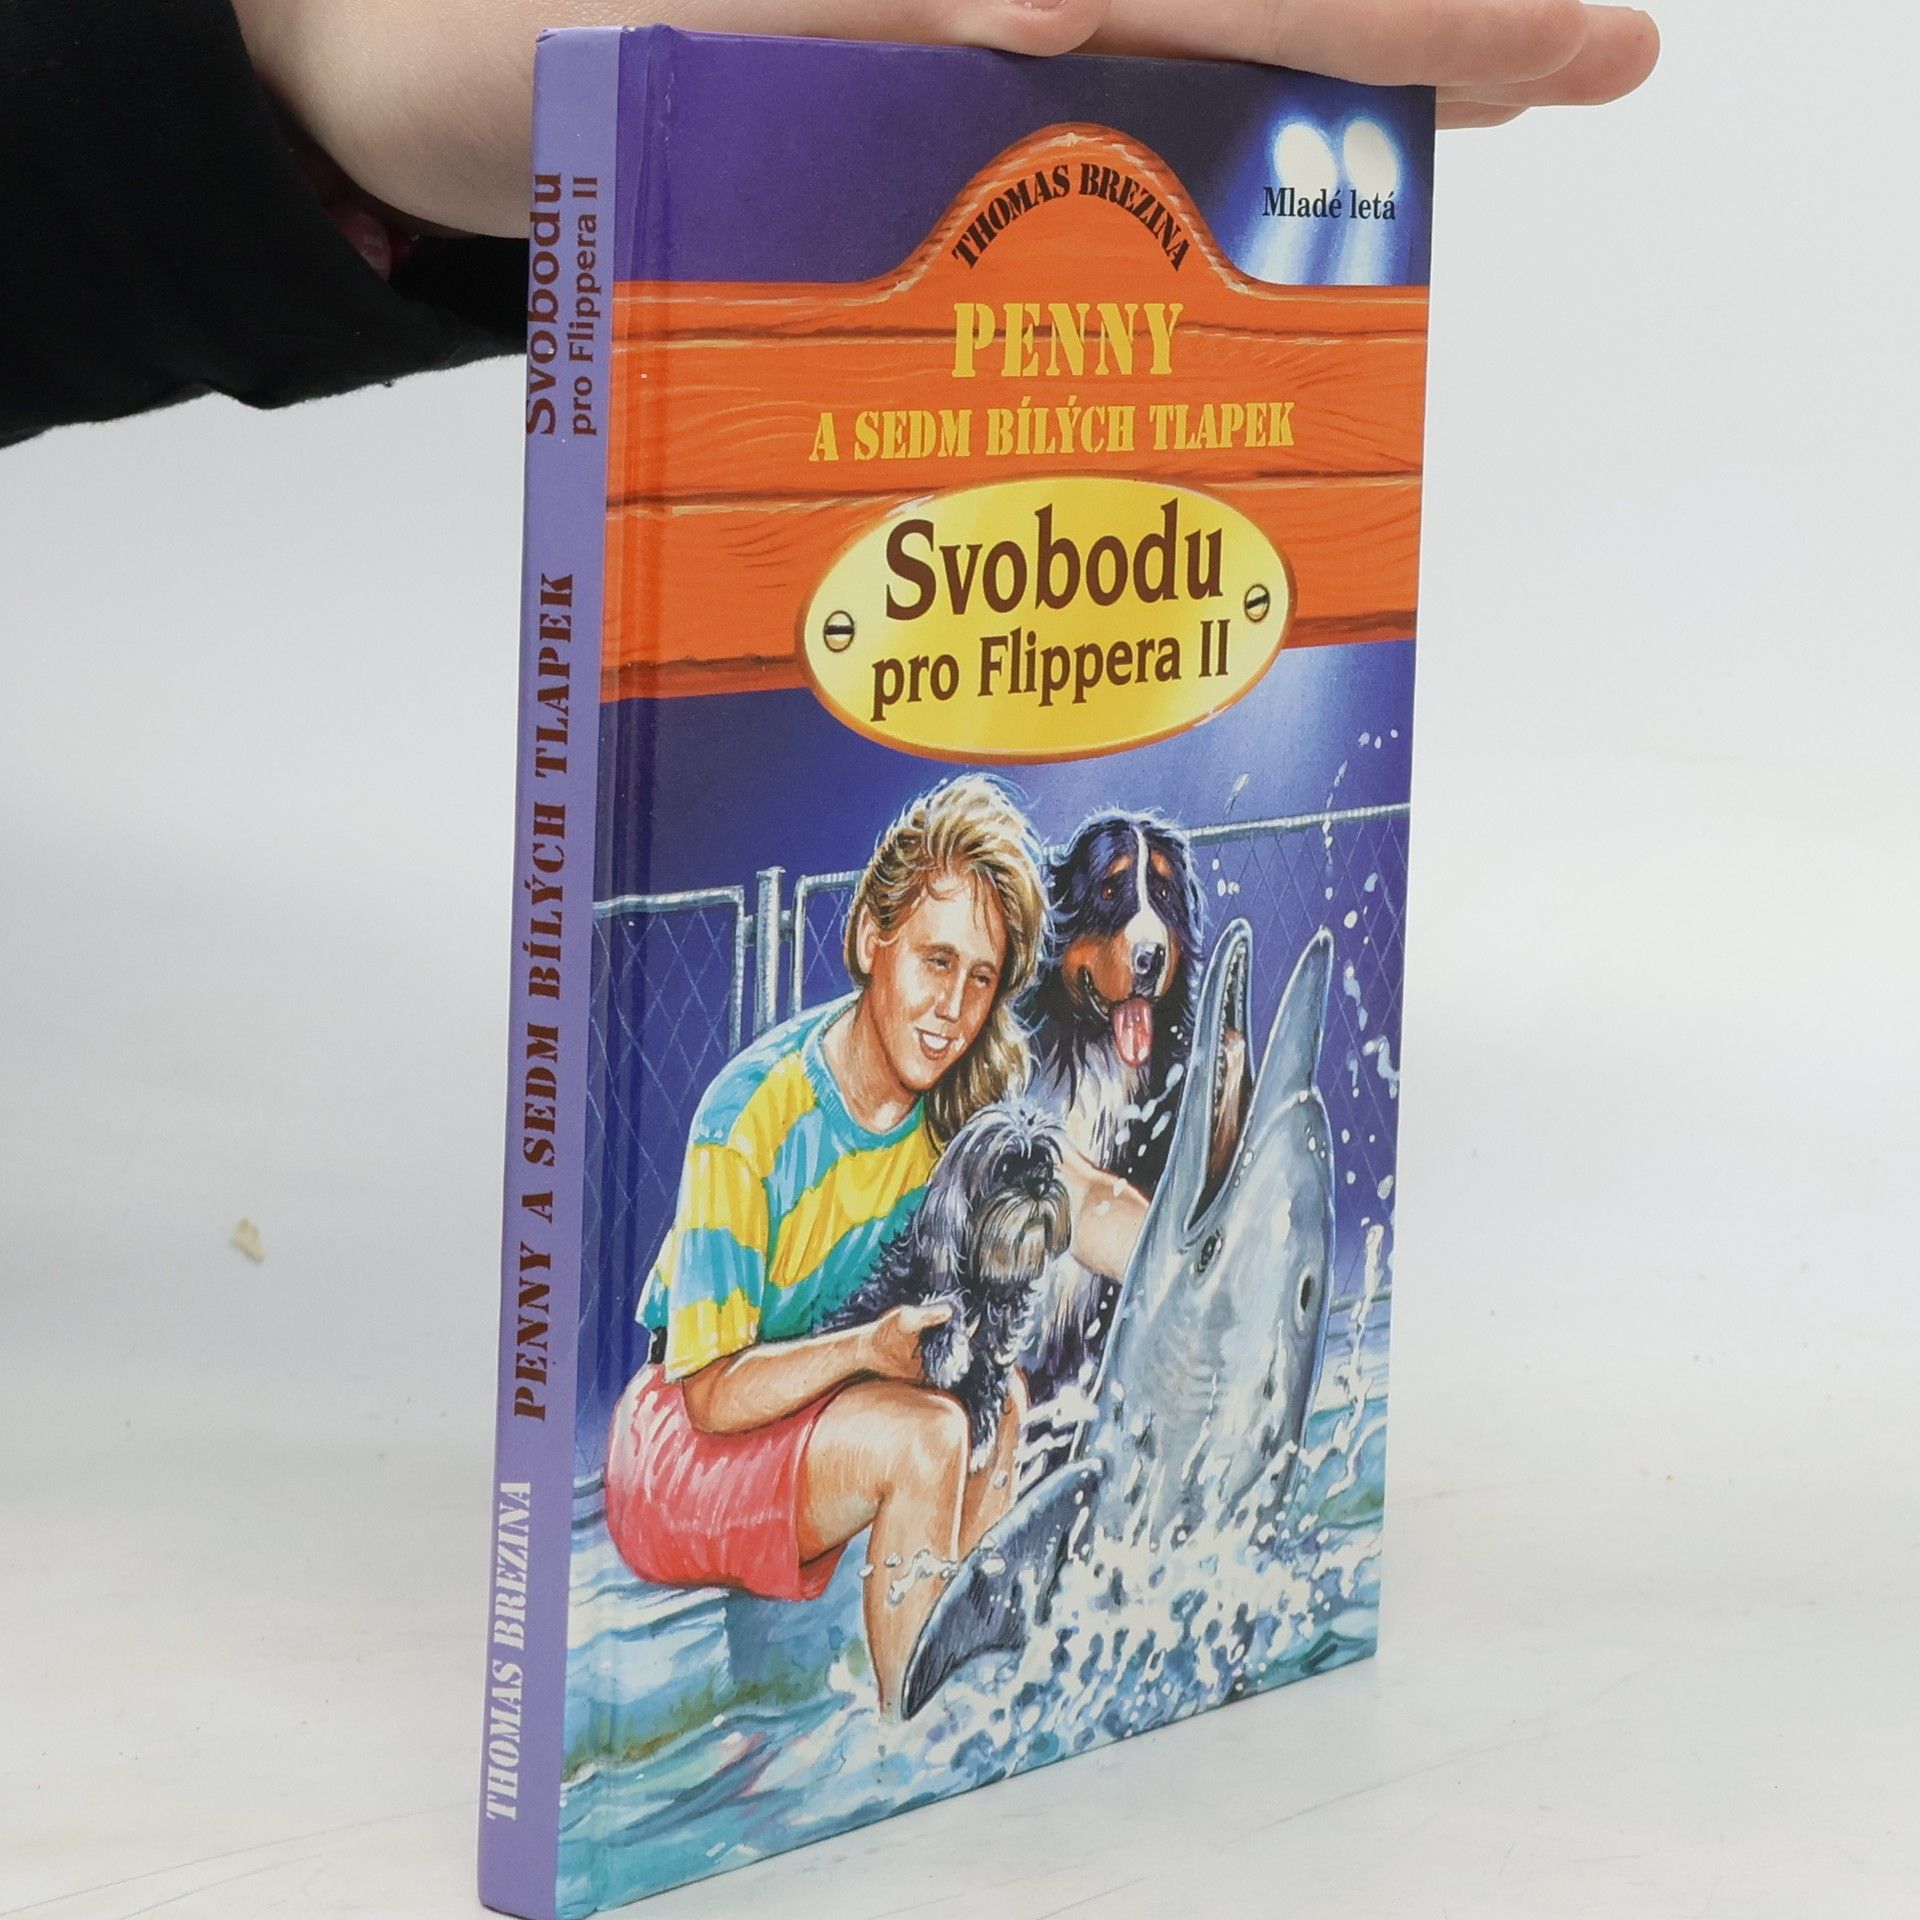 THOMAS BREZINA
Mladé letá
PENNY
A SEDM BÍLÝCH TLAPEK
Svobodu
pro Flippera II
THOMAS BREZINA
PENNY A SEDM BÍLÝCH TLAPEK
Svobodu
pro Flippera II